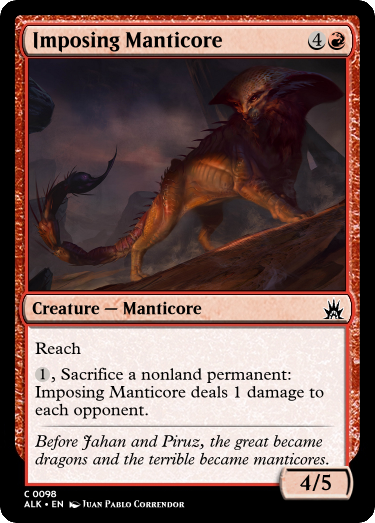 Imposing Manticore 4
Creature — Manticore
Reach
1, Sacrifice a nonland permanent:
Imposing Manticore deals 1 damage to
each opponent.
Before Jahan and Piruz, the great became
dragons and the terrible became manticores.
4/5
C 0098
ALK • EN Juan Pablo Correndor